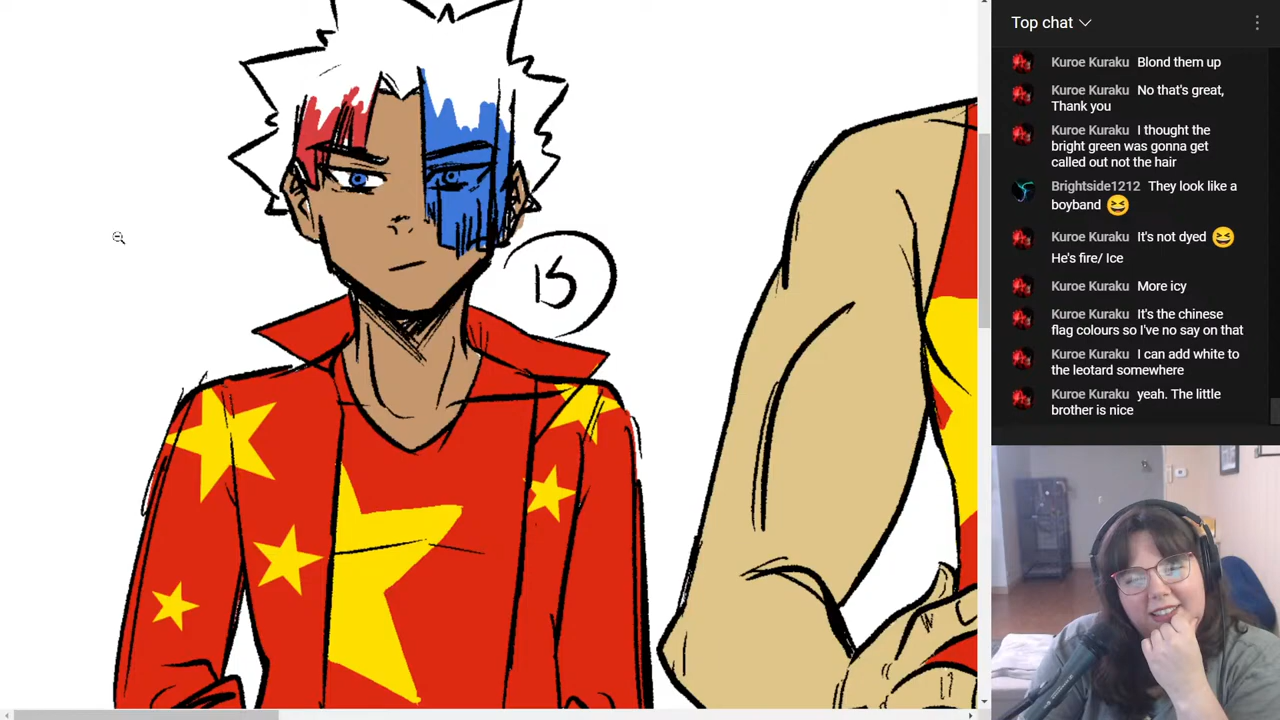 Top chat
Kuroe Kuraku Blond them up
Kuroe Kuraku No that's great,
Thank you
Kuroe Kuraku I thought the
bright green was gonna get
called out not the hair
Brightside1212 They look like a
boyband 😆
Kuroe Kuraku It's not dyed 😆
He's fire/ Ice
Kuroe Kuraku More icy
Kuroe Kuraku It's the chinese
flag colours so I've no say on that
Kuroe Kuraku I can add white to
the leotard somewhere
Kuroe Kuraku yeah. The little
brother is nice
15